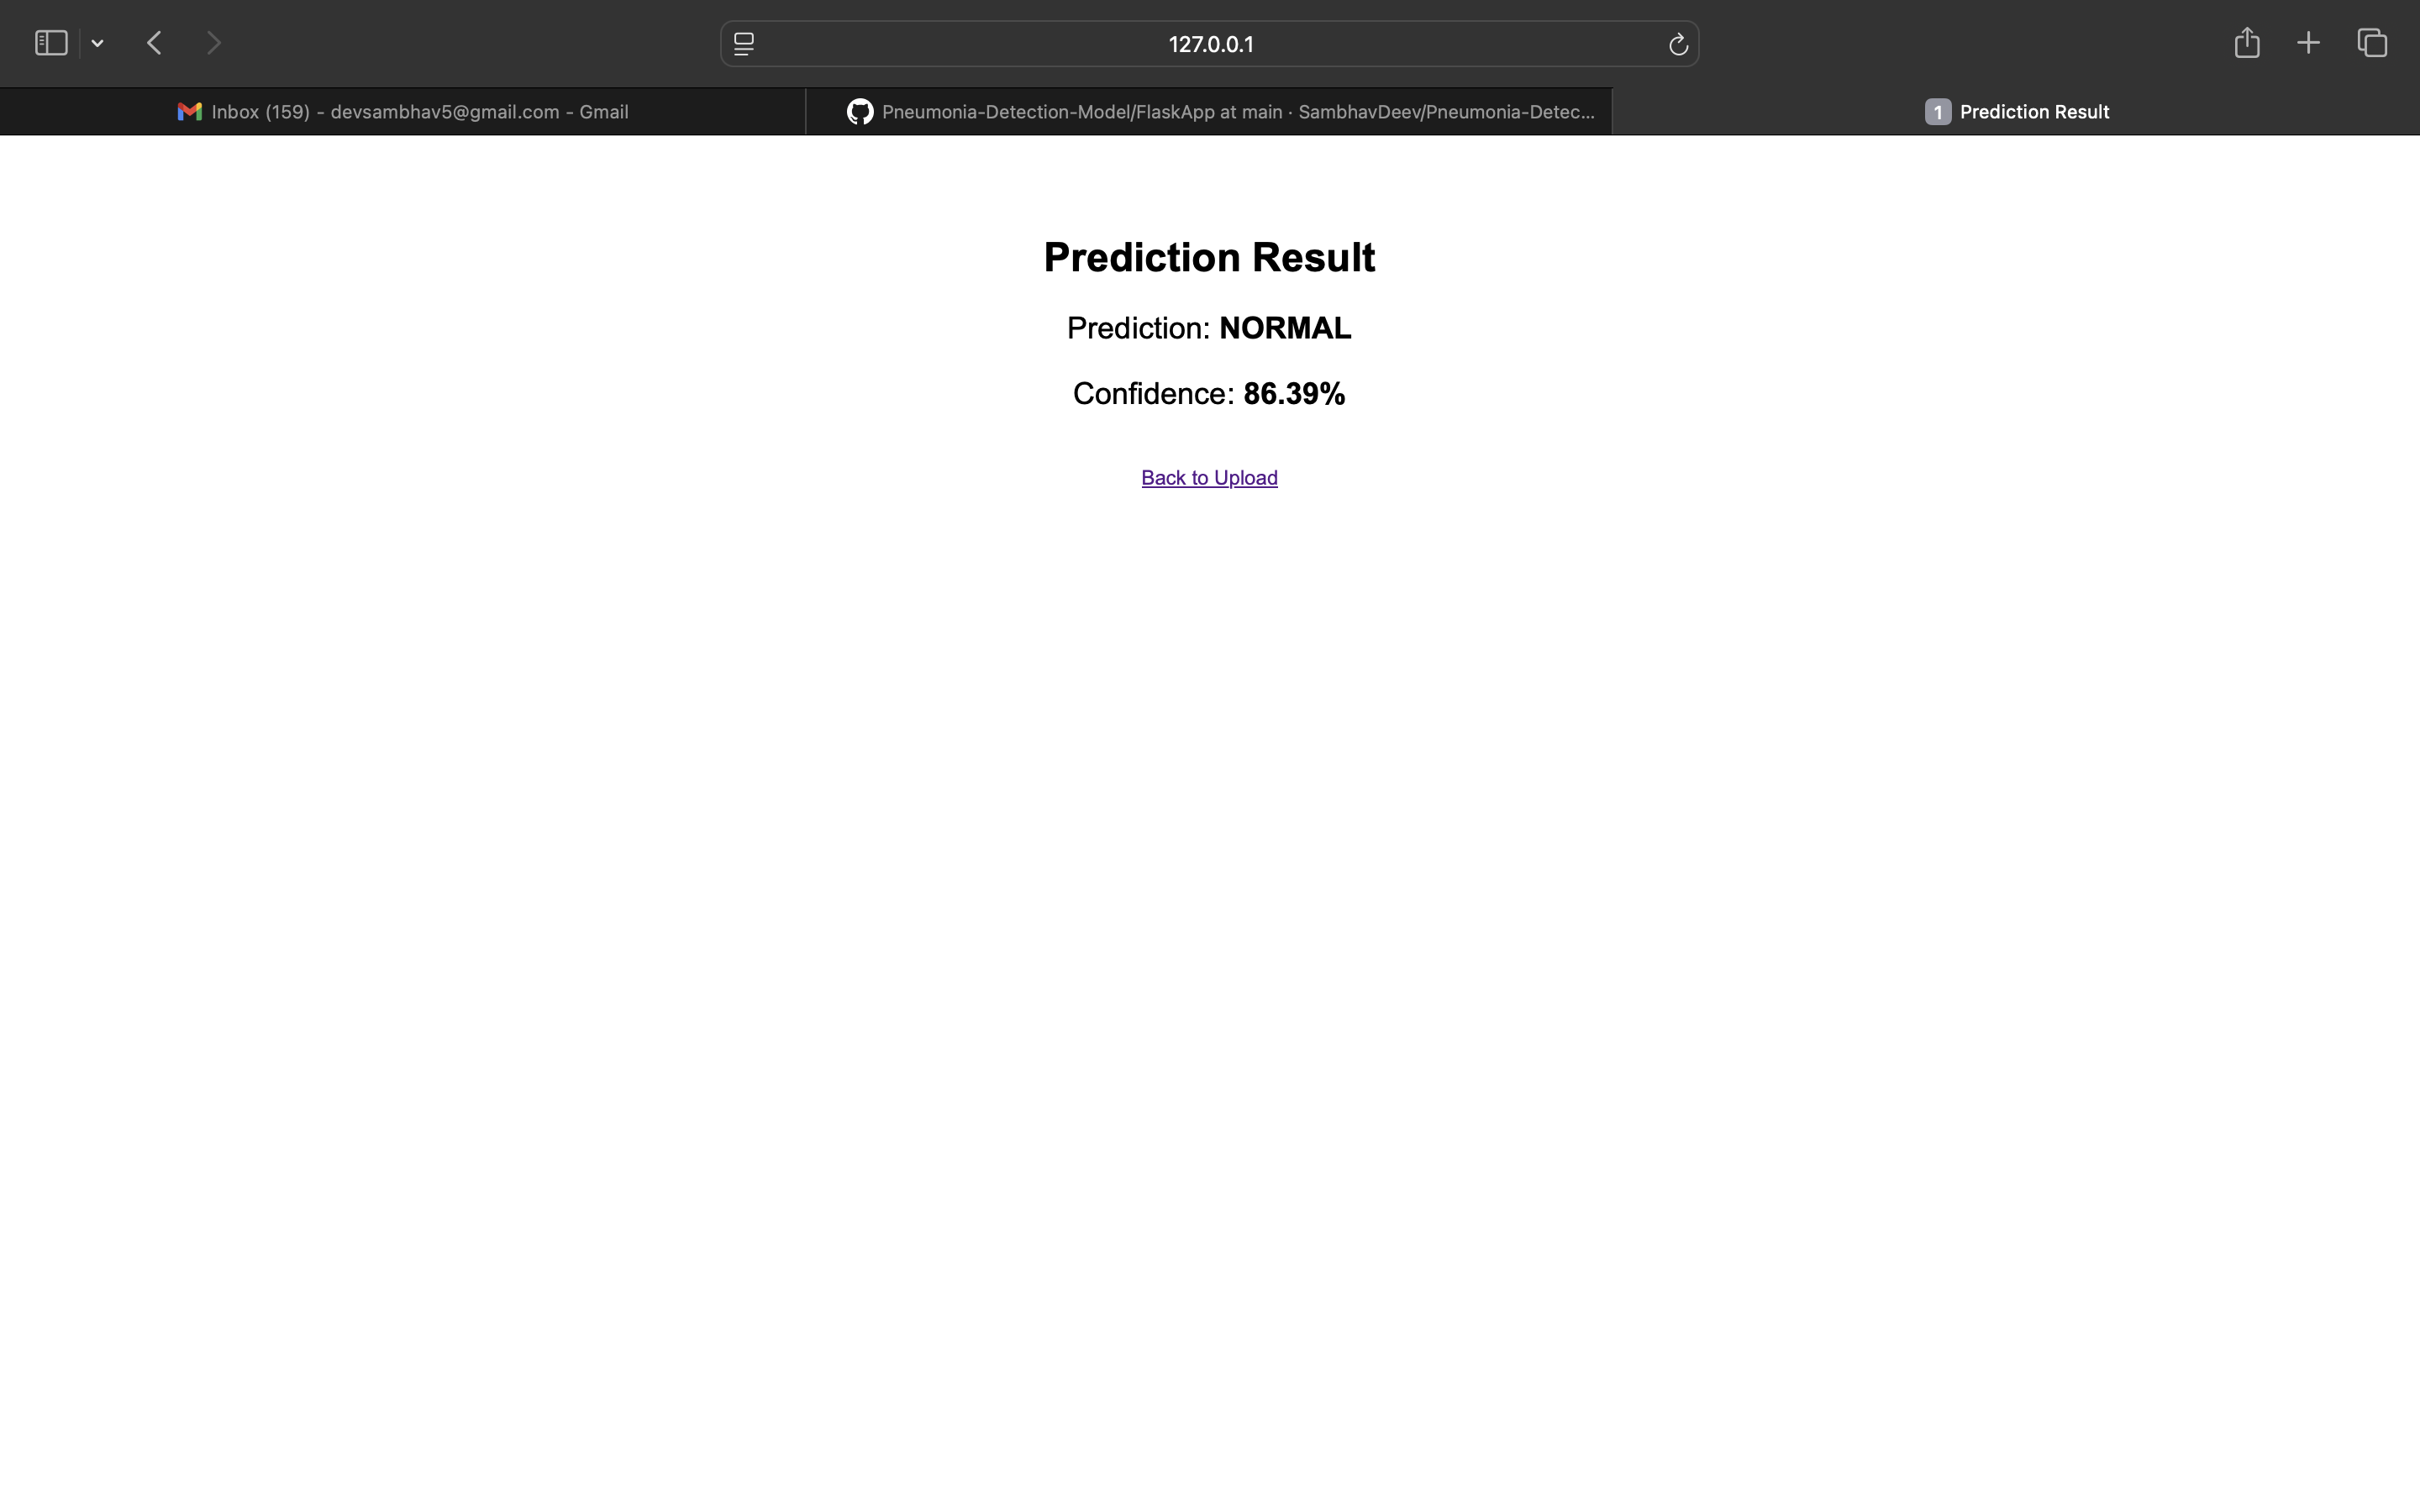 127.0.0.1
Inbox (159) - devsambhav5@gmail.com - Gmail
Pneumonia-Detection-Model/FlaskApp at main · SambhavDeev/Pneumonia-Detec...
1 Prediction Result
Prediction Result
Prediction: NORMAL
Confidence: 86.39%
Back to Upload